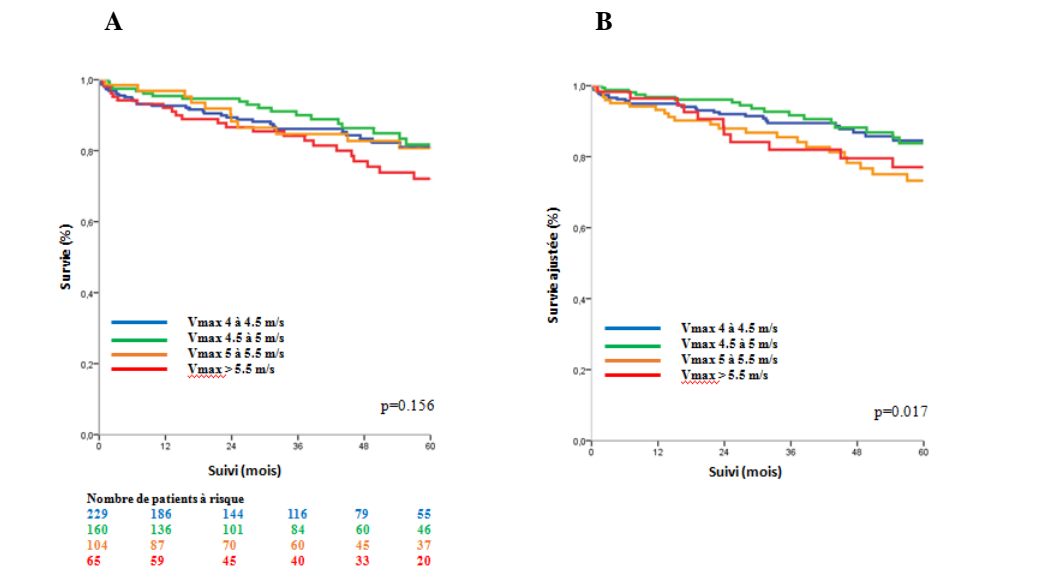 A
B
1,0
0,8
0,6
0,4
0,2
0,0
Survie (%)
Vmax 4 à 4.5 m/s
Vmax 4.5 à 5 m/s
Vmax 5 à 5.5 m/s
Vmax > 5.5 m/s
p=0.156
0 12 24 36 48 60
Suivi (mois)
Nombre de patients à risque
229 186 144 116 79 55
160 136 101 84 60 46
104 87 70 60 45 37
65 59 45 40 33 20
1,0
0,8
0,6
0,4
0,2
0,0
Survie ajustée (%)
Vmax 4 à 4.5 m/s
Vmax 4.5 à 5 m/s
Vmax 5 à 5.5 m/s
Vmax > 5.5 m/s
p=0.017
0 12 24 36 48 60
Suivi (mois)